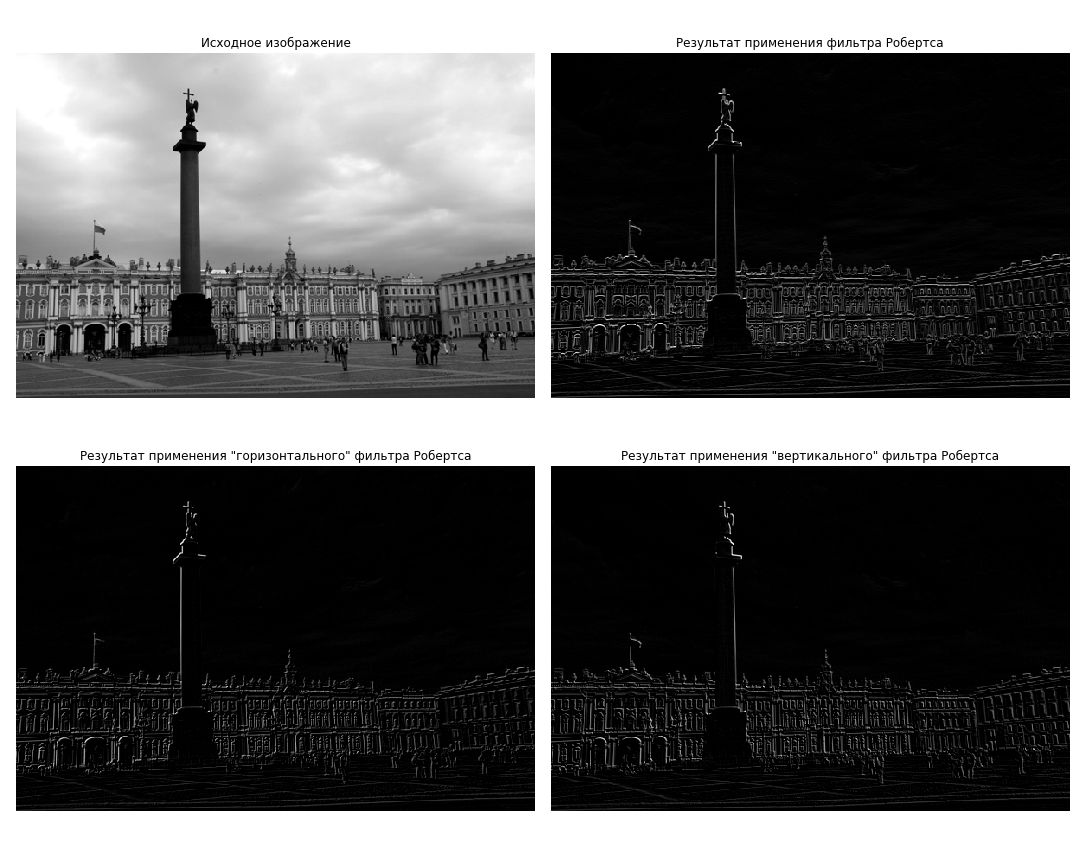 Исходное изображение
Результат применения фильтра Робертса
Результат применения "горизонтального" фильтра Робертса
Результат применения "вертикального" фильтра Робертса